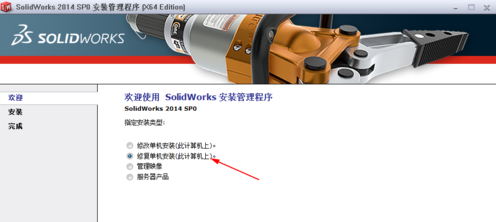 SolidWorks 2014 SP0 安装管理程序 (X64 Edition)
SOLIDWORKS
欢迎
安装
完成
欢迎使用 SolidWorks 安装管理程序
SolidWorks 2014 SP0
指定安装类型:
修改单机安装(此计算机上)。
修复单机安装(此计算机上)。
管理映像
服务器产品